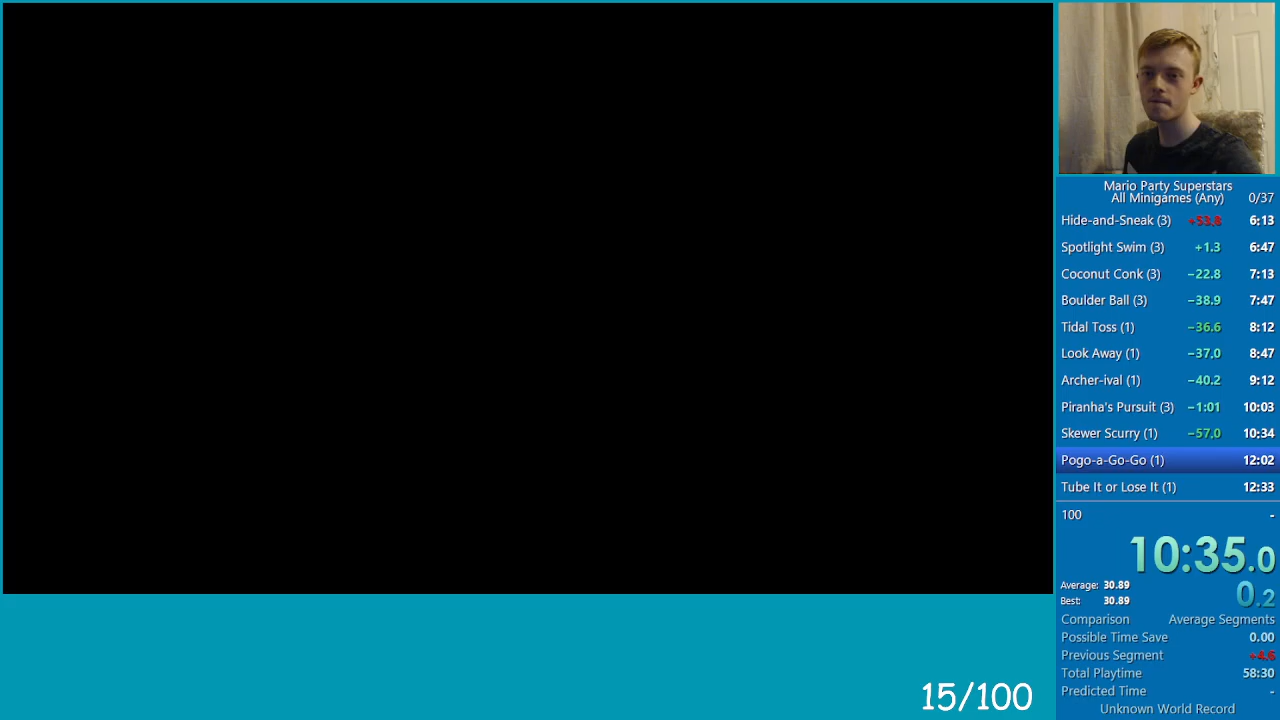 Mario Party Superstars
All Minigames (Any) 0/37
Hide-and-Sneak (3) +53.8 6:13
Spotlight Swim (3) +1.3 6:47
Coconut Conk (3) −22.8 7:13
Boulder Ball (3) −38.9 7:47
Tidal Toss (1) −36.6 8:12
Look Away (1) −37.0 8:47
Archer-ival (1) −40.2 9:12
Piranha's Pursuit (3) −1:01 10:03
Skewer Scurry (1) −57.0 10:34
Pogo-a-Go-Go (1) 12:02
Tube It or Lose It (1) 12:33
100 -
10:35.0
Average: 30.89 0.2
Best: 30.89
Comparison Average Segments
Possible Time Save 0.00
Previous Segment +4.6
Total Playtime 58:30
Predicted Time -
Unknown World Record
15/100